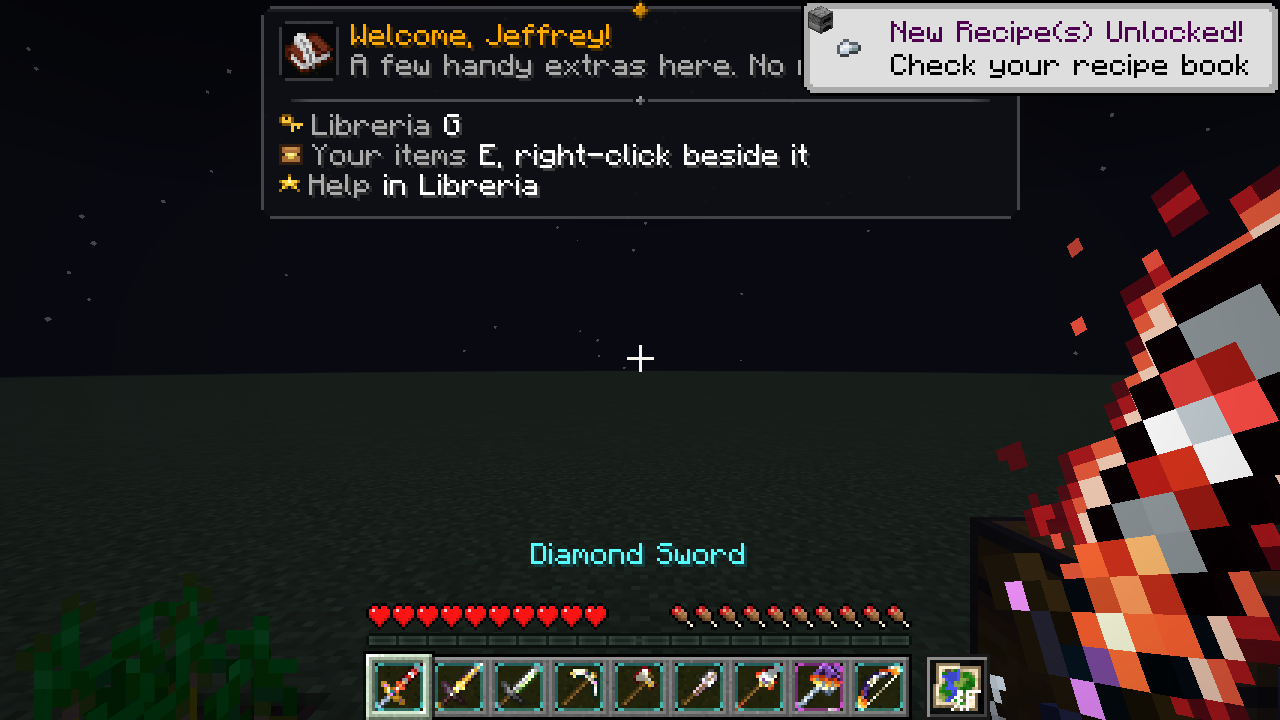 Welcome, Jeffrey!
A few handy extras here. No
New Recipe(s) Unlocked!
Check your recipe book
Libreria G
Your items E, right-click beside it
Help in Libreria
Diamond Sword